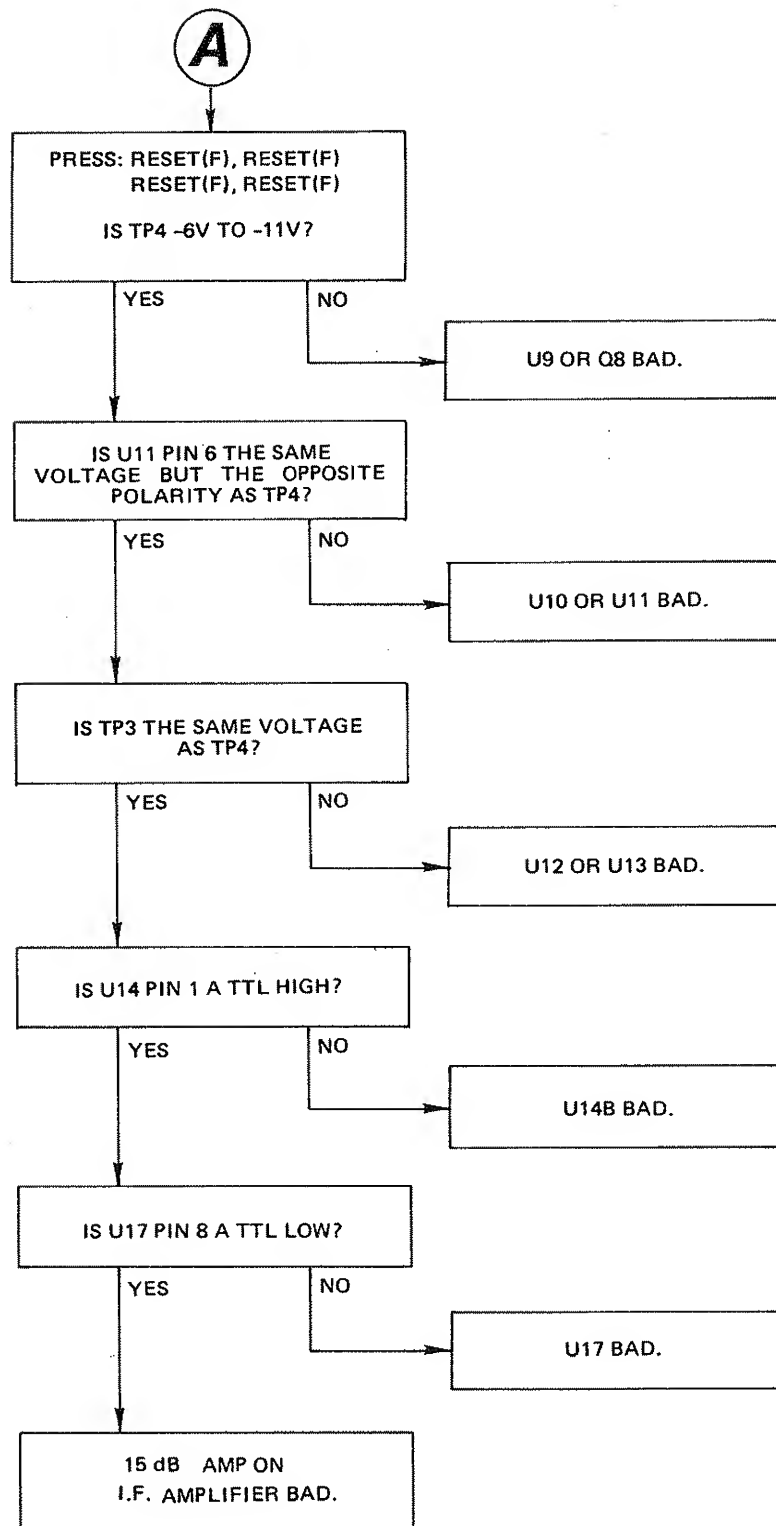 A
PRESS: RESET(F), RESET(F)
RESET(F), RESET(F)
IS TP4 -6V TO -11V?
YES
NO
U9 OR Q8 BAD.
IS U11 PIN 6 THE SAME
VOLTAGE BUT THE OPPOSITE
POLARITY AS TP4?
YES
NO
U10 OR U11 BAD.
IS TP3 THE SAME VOLTAGE
AS TP4?
YES
NO
U12 OR U13 BAD.
IS U14 PIN 1 A TTL HIGH?
YES
NO
U14B BAD.
IS U17 PIN 8 A TTL LOW?
YES
NO
U17 BAD.
15 dB AMP ON
I.F. AMPLIFIER BAD.